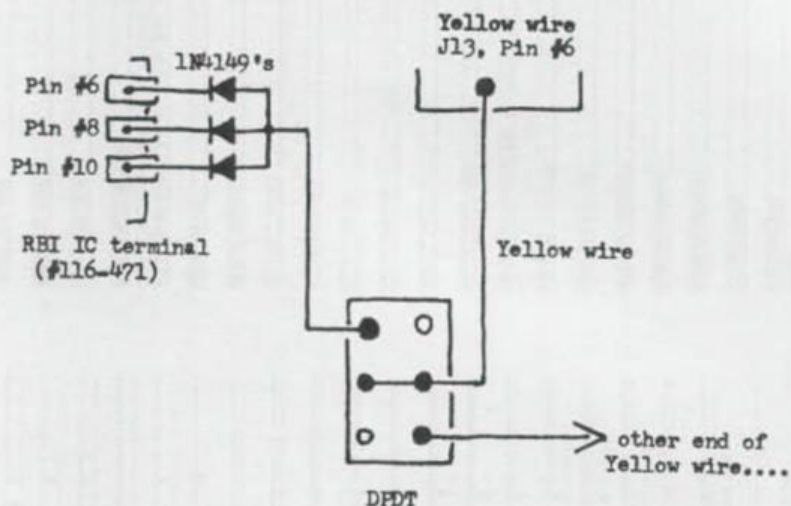 Yellow wire
J13, Pin #6
1N4149's
Pin #6
Pin #8
Pin #10
RBI IC terminal
(#116-471)
Yellow wire
other end of
Yellow wire....
DPDT